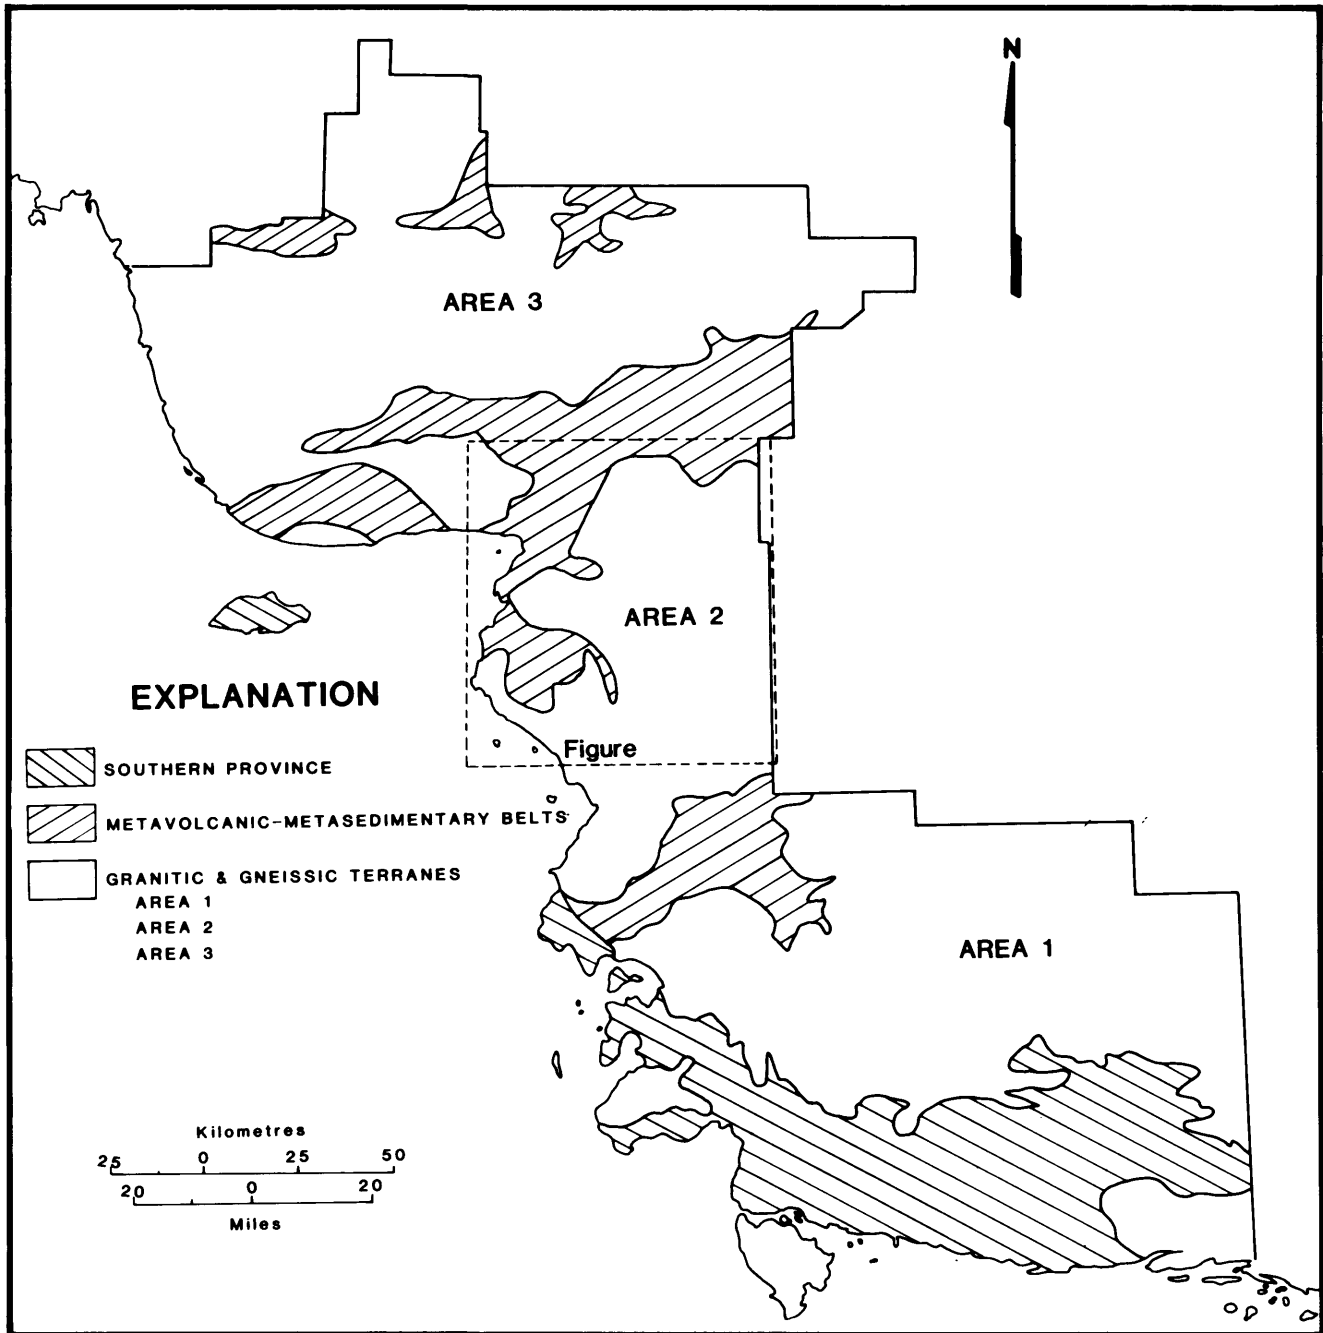 N
AREA 3
AREA 2
EXPLANATION
Figure
SOUTHERN PROVINCE
METAVOLCANIC-METASEDIMENTARY BELTS
GRANITIC & GNEISSIC TERRANES
AREA 1
AREA 2
AREA 3
AREA 1
Kilometres
25 0 25 50
20 0 20
Miles